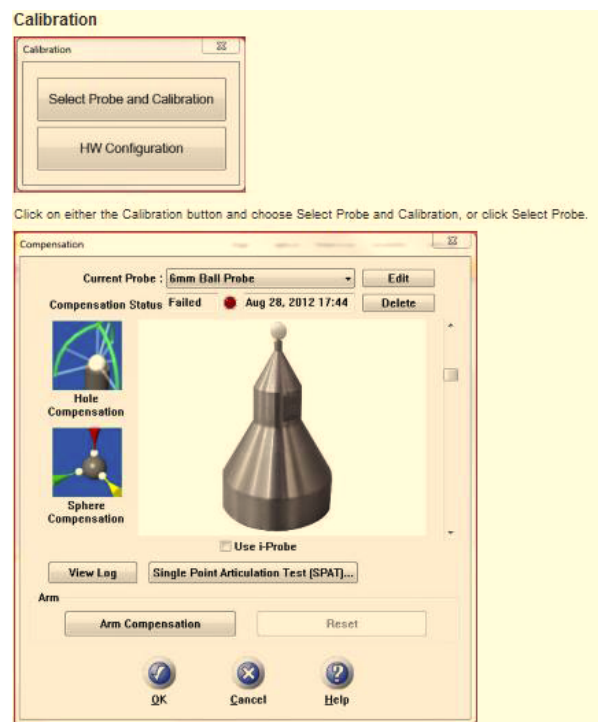 Calibration
Calibration
Select Probe and Calibration
HW Configuration
Click on either the Calibration button and choose Select Probe and Calibration, or click Select Probe.
Compensation
Current Probe : 6mm Ball Probe Edit
Compensation Status Failed Aug 28, 2012 17:44 Delete
Hole
Compensation
Sphere
Compensation
Use i-Probe
View Log Single Point Articulation Test (SPAT)...
Arm
Arm Compensation Reset
OK Cancel Help